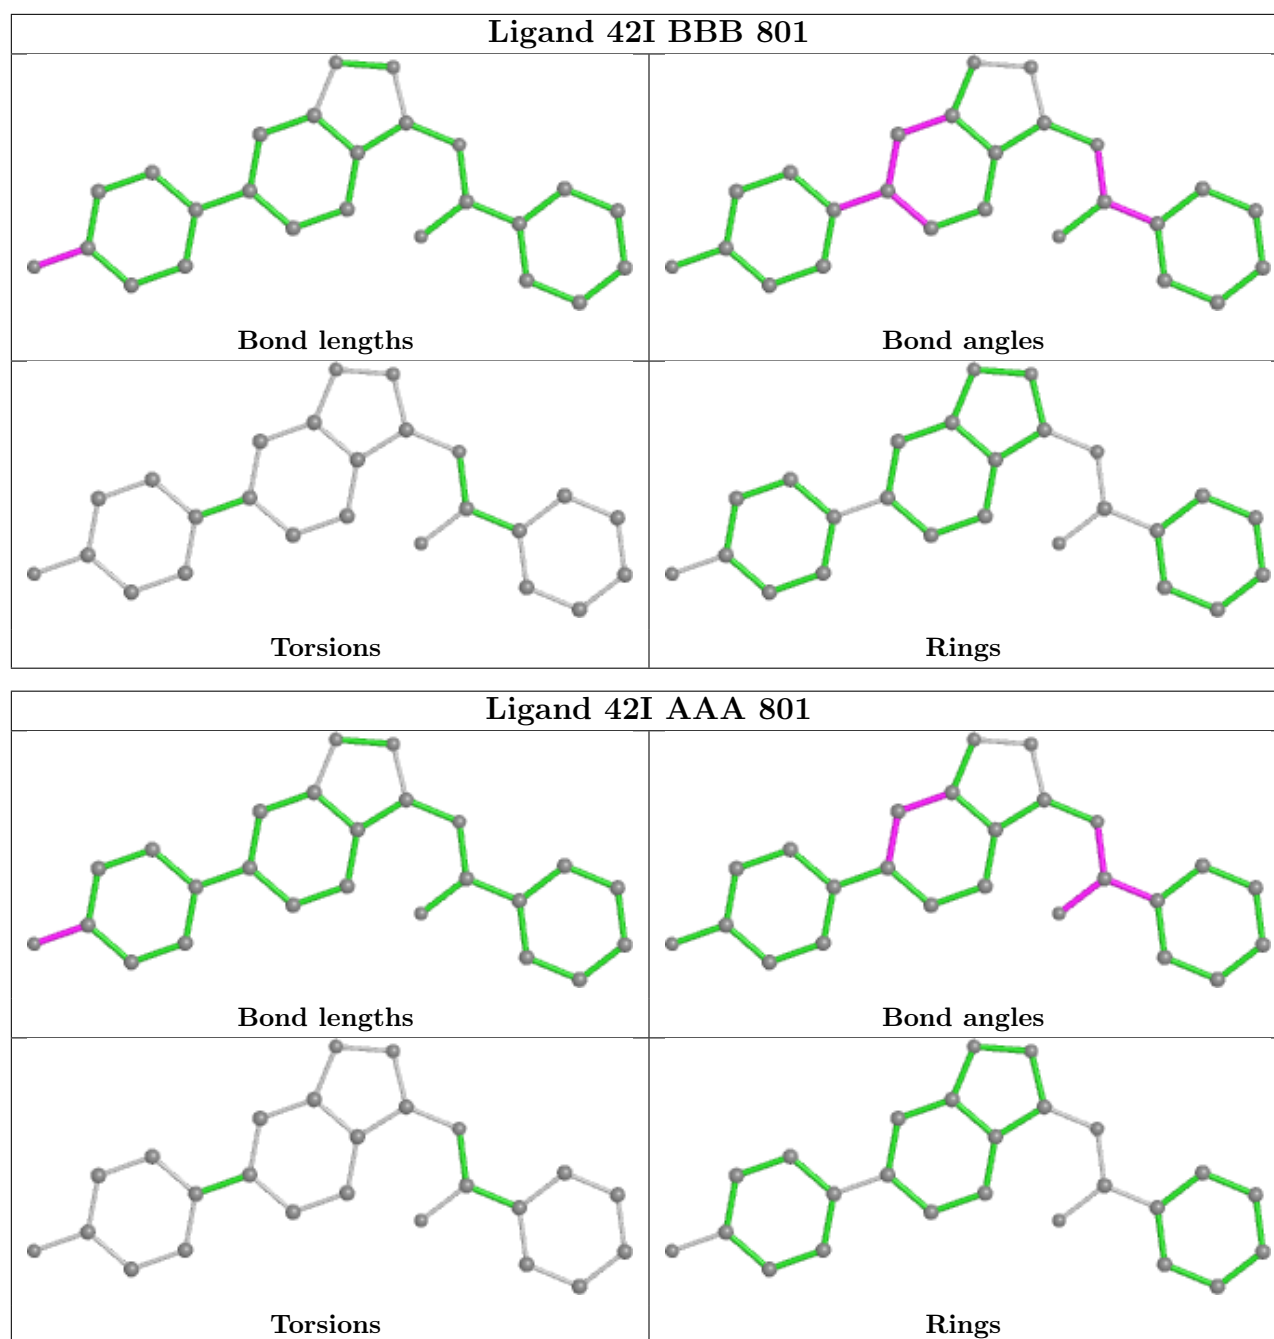 Ligand 42I BBB 801
Bond lengths
Bond angles
Torsions
Rings
Ligand 42I AAA 801
Bond lengths
Bond angles
Torsions
Rings